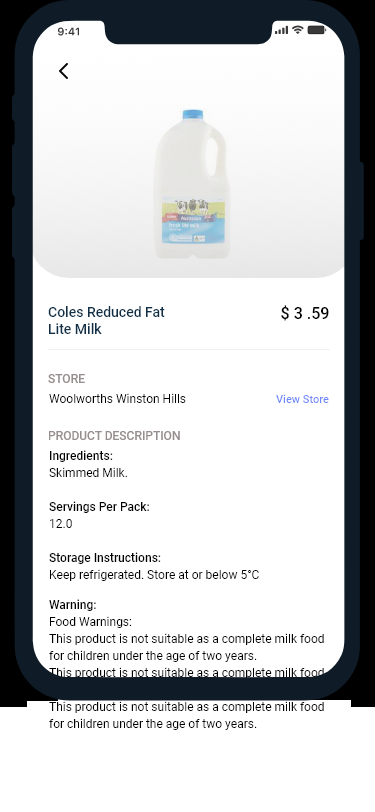 9:41
Coles Reduced Fat
Lite Milk
$ 3 .59
STORE
Woolworths Winston Hills
View Store
PRODUCT DESCRIPTION
Ingredients:
Skimmed Milk.
Servings Per Pack:
12.0
Storage Instructions:
Keep refrigerated. Store at or below 5°C
Warning:
Food Warnings:
This product is not suitable as a complete milk food
for children under the age of two years.
This product is not suitable as a complete milk food
This product is not suitable as a complete milk food
for children under the age of two years.